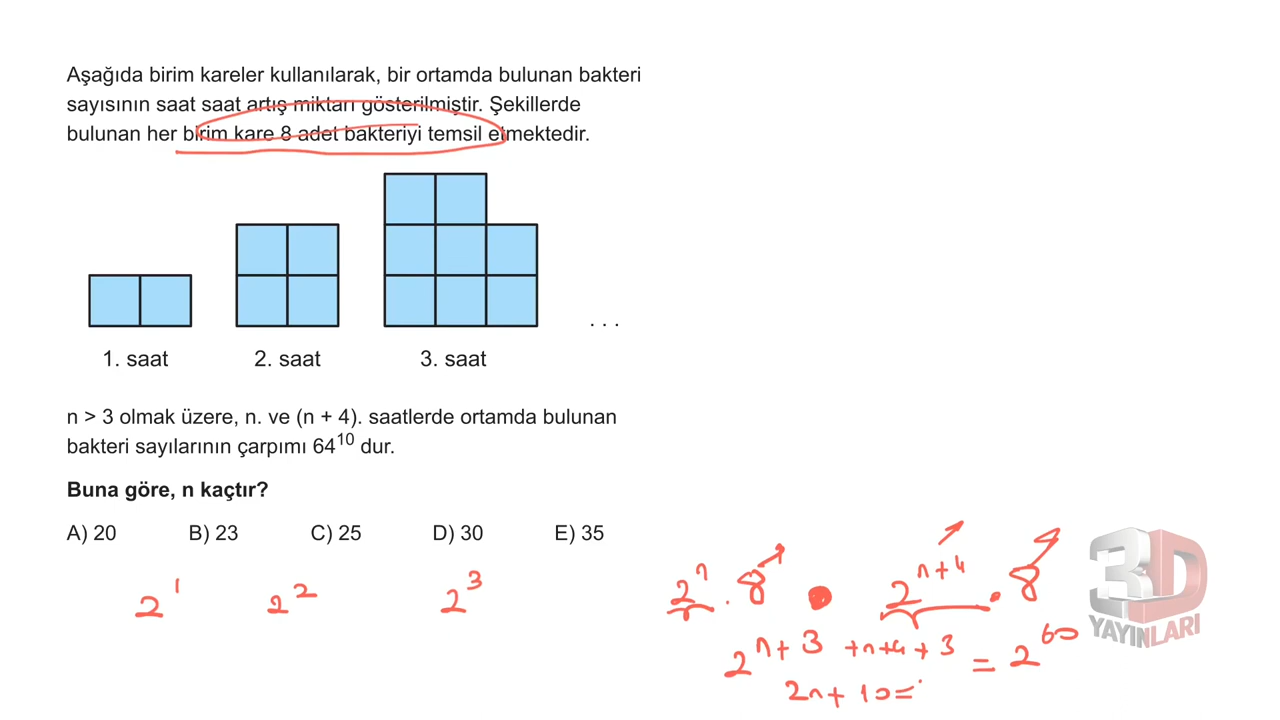 Aşağıda birim kareler kullanılarak, bir ortamda bulunan bakteri
sayısının saat saat artış miktarı gösterilmiştir. Şekillerde
bulunan her birim kare 8 adet bakteriyi temsil etmektedir.
1. saat 2. saat 3. saat . . .
n > 3 olmak üzere, n. ve (n + 4). saatlerde ortamda bulunan
bakteri sayılarının çarpımı 64^10 dur.
Buna göre, n kaçtır?
A) 20 B) 23 C) 25 D) 30 E) 35
2^1 2^2 2^3
2^n . 8 • 2^(n+4) . 8
2^(n+3+n+4+3) = 2^60
2n+10=
3D
YAYINLARI